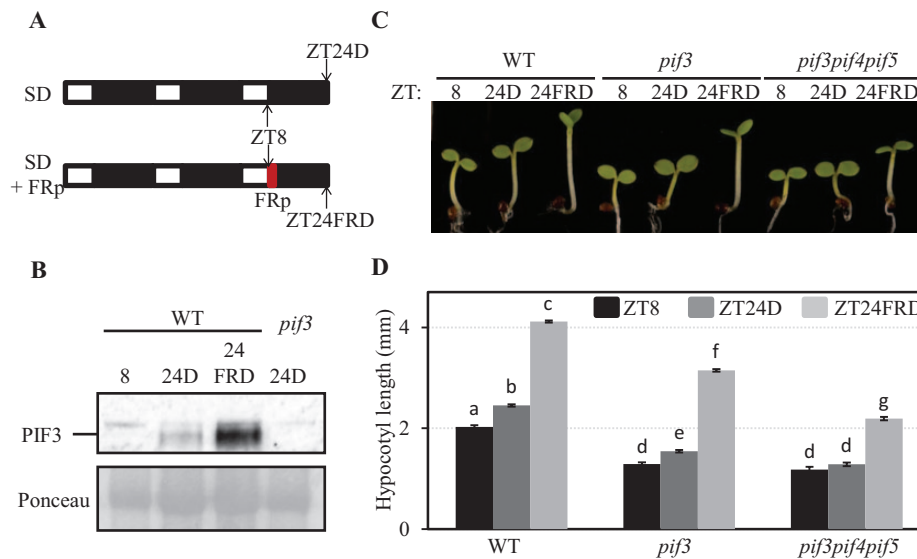 A
ZT24D
SD
ZT8
SD
+ FRp
FRp
ZT24FRD
B
WT
pif3
24
8 24D FRD 24D
PIF3
Ponceau
C
WT pif3 pif3pif4pif5
ZT: 8 24D 24FRD 8 24D 24FRD 8 24D 24FRD
D
ZT8 ZT24D ZT24FRD
Hypocotyl length (mm)
4
2
0
a b c
d e f
d d g
WT pif3 pif3pif4pif5